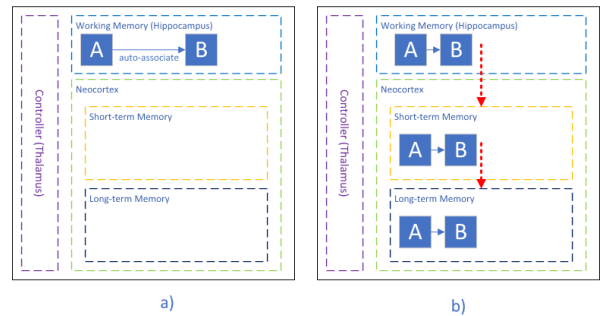 Controller (Thalamus)
Working Memory (Hippocampus)
A
auto-associate
B
Neocortex
Short-term Memory
Long-term Memory
a)
Controller (Thalamus)
Working Memory (Hippocampus)
A B
Neocortex
Short-term Memory
A B
Long-term Memory
A B
b)